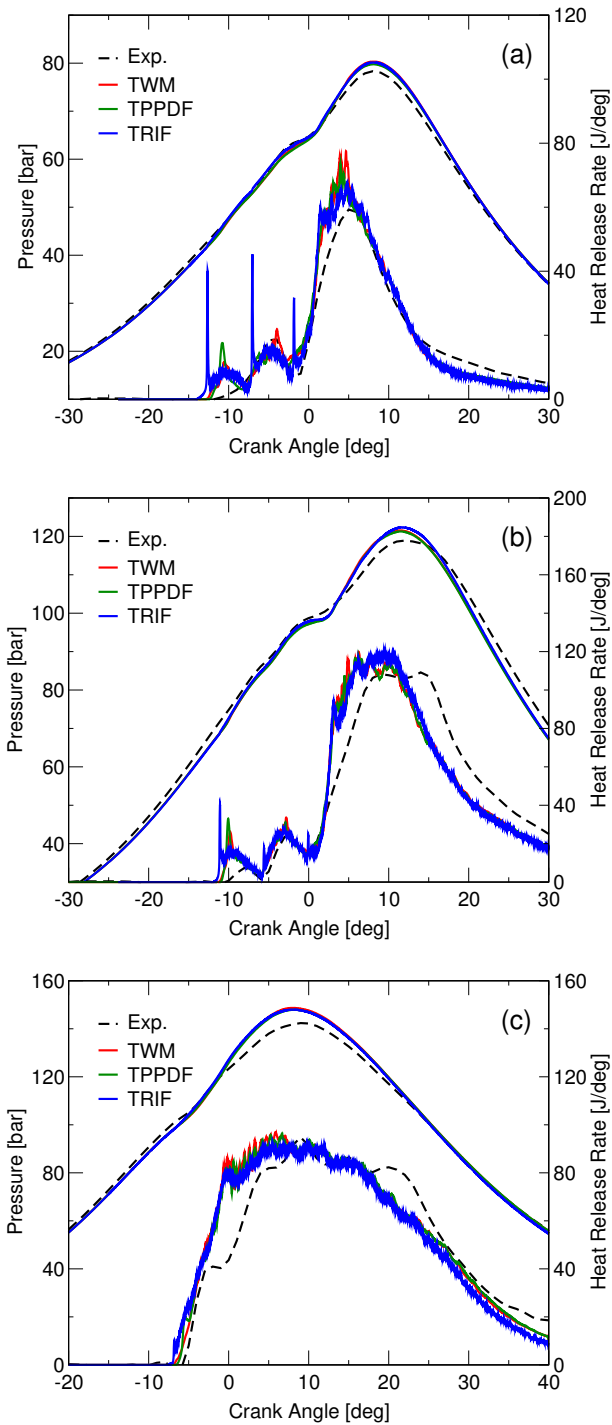 120
80
(a)
Exp.
TWM
TPPDF
TRIF
80
60
40
40
20
0
-30 -20 -10 0 10 20 30
Pressure [bar]
Heat Release Rate [J/deg]
Crank Angle [deg]
200
120
(b)
Exp.
TWM
TPPDF
TRIF
160
100
120
80
80
60
40
40
0
-30 -20 -10 0 10 20 30
Pressure [bar]
Heat Release Rate [J/deg]
Crank Angle [deg]
160
160
(c)
Exp.
TWM
TPPDF
TRIF
120
120
80
80
40
40
0
0
-20 -10 0 10 20 30 40
Pressure [bar]
Heat Release Rate [J/deg]
Crank Angle [deg]